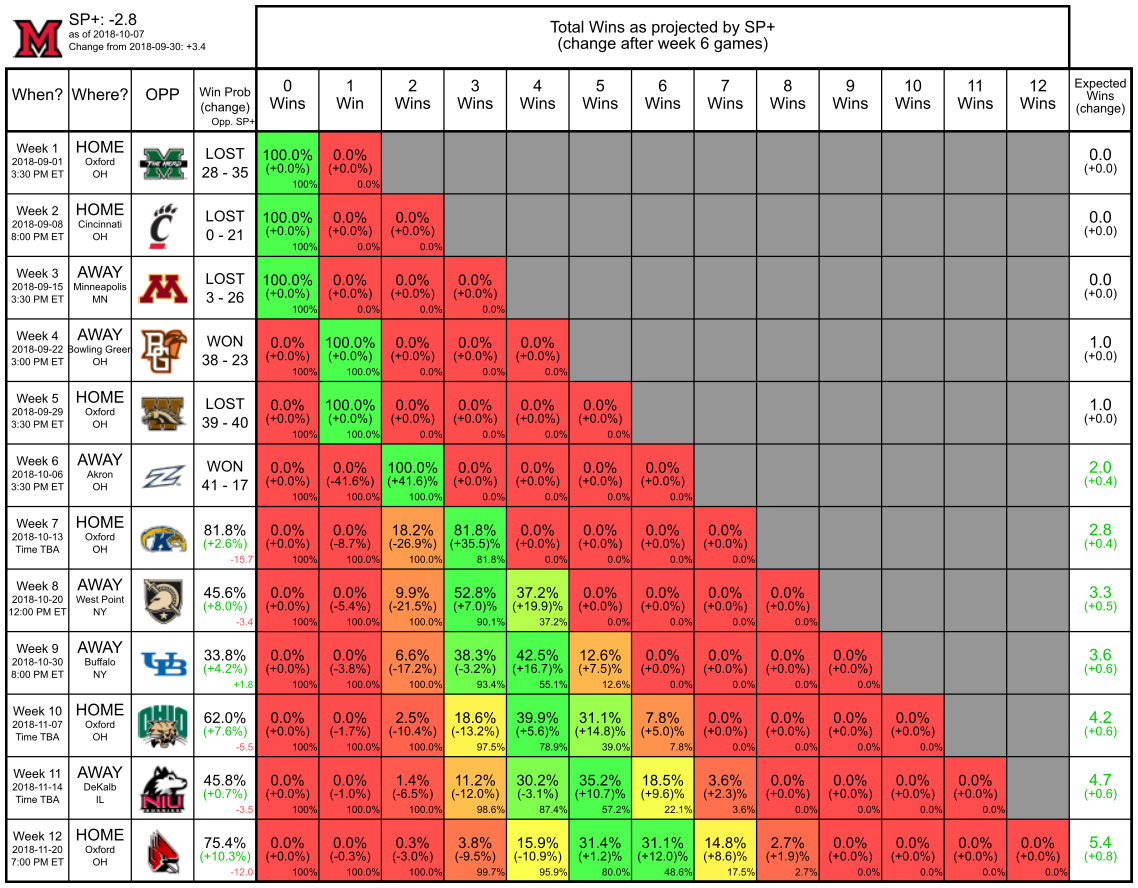 SP+: -2.8
as of 2018-10-07
Change from 2018-09-30: +3.4
Total Wins as projected by SP+
(change after week 6 games)
When? Where? OPP Win Prob (change) Opp. SP+ 0 Wins 1 Win 2 Wins 3 Wins 4 Wins 5 Wins 6 Wins 7 Wins 8 Wins 9 Wins 10 Wins 11 Wins 12 Wins Expected Wins (change)
Week 1 HOME LOST 100.0% 0.0% 0.0
2018-09-01 Oxford THE HERD 28 - 35 (+0.0%) (+0.0%) (+0.0)
3:30 PM ET OH 100% 0.0%
Week 2 HOME LOST 100.0% 0.0% 0.0% 0.0
2018-09-08 Cincinnati 0 - 21 (+0.0%) (+0.0%) (+0.0%) (+0.0)
8:00 PM ET OH 100% 0.0% 0.0%
Week 3 AWAY LOST 100.0% 0.0% 0.0% 0.0% 0.0
2018-09-15 Minneapolis 3 - 26 (+0.0%) (+0.0%) (+0.0%) (+0.0%) (+0.0)
3:30 PM ET MN 100% 0.0% 0.0% 0.0%
Week 4 AWAY WON 0.0% 100.0% 0.0% 0.0% 0.0% 1.0
2018-09-22 Bowling Green 38 - 23 (+0.0%) (+0.0%) (+0.0%) (+0.0%) (+0.0%) (+0.0)
3:00 PM ET OH 100% 100.0% 0.0% 0.0% 0.0%
Week 5 HOME LOST 0.0% 100.0% 0.0% 0.0% 0.0% 0.0% 1.0
2018-09-29 Oxford 39 - 40 (+0.0%) (+0.0%) (+0.0%) (+0.0%) (+0.0%) (+0.0%) (+0.0)
3:30 PM ET OH 100% 100.0% 0.0% 0.0% 0.0% 0.0%
Week 6 AWAY WON 0.0% 0.0% 100.0% 0.0% 0.0% 0.0% 0.0% 2.0
2018-10-06 Akron 41 - 17 (+0.0%) (-41.6%) (+41.6)% (+0.0%) (+0.0%) (+0.0%) (+0.0%) (+0.4)
3:30 PM ET OH 100% 100.0% 100.0% 0.0% 0.0% 0.0% 0.0%
Week 7 HOME 81.8% 0.0% 0.0% 18.2% 81.8% 0.0% 0.0% 0.0% 0.0% 2.8
2018-10-13 Oxford (+2.6%) (+0.0%) (-8.7%) (-26.9%) (+35.5)% (+0.0%) (+0.0%) (+0.0%) (+0.0%) (+0.4)
Time TBA OH -15.7 100% 100.0% 100.0% 81.8% 0.0% 0.0% 0.0% 0.0%
Week 8 AWAY 45.6% 0.0% 0.0% 9.9% 52.8% 37.2% 0.0% 0.0% 0.0% 0.0% 3.3
2018-10-20 West Point (+8.0%) (+0.0%) (-5.4%) (-21.5%) (+7.0)% (+19.9)% (+0.0%) (+0.0%) (+0.0%) (+0.0%) (+0.5)
12:00 PM ET NY -3.4 100% 100.0% 100.0% 90.1% 37.2% 0.0% 0.0% 0.0% 0.0%
Week 9 AWAY 33.8% 0.0% 0.0% 6.6% 38.3% 42.5% 12.6% 0.0% 0.0% 0.0% 0.0% 3.6
2018-10-30 Buffalo UB (+4.2%) (+0.0%) (-3.8%) (-17.2%) (-3.2%) (+16.7)% (+7.5)% (+0.0%) (+0.0%) (+0.0%) (+0.0%) (+0.6)
8:00 PM ET NY +1.8 100% 100.0% 100.0% 93.4% 55.1% 12.6% 0.0% 0.0% 0.0% 0.0%
Week 10 HOME OHIO 62.0% 0.0% 0.0% 2.5% 18.6% 39.9% 31.1% 7.8% 0.0% 0.0% 0.0% 0.0% 4.2
2018-11-07 Oxford (+7.6%) (+0.0%) (-1.7%) (-10.4%) (-13.2%) (+5.6)% (+14.8)% (+5.0)% (+0.0%) (+0.0%) (+0.0%) (+0.0%) (+0.6)
Time TBA OH -5.5 100% 100.0% 100.0% 97.5% 78.9% 39.0% 7.8% 0.0% 0.0% 0.0% 0.0%
Week 11 AWAY 45.8% 0.0% 0.0% 1.4% 11.2% 30.2% 35.2% 18.5% 3.6% 0.0% 0.0% 0.0% 0.0% 4.7
2018-11-14 DeKalb (+0.7%) (+0.0%) (-1.0%) (-6.5%) (-12.0%) (-3.1%) (+10.7)% (+9.6)% (+2.3)% (+0.0%) (+0.0%) (+0.0%) (+0.0%) (+0.6)
Time TBA IL NIU -3.5 100% 100.0% 100.0% 98.6% 87.4% 57.2% 22.1% 3.6% 0.0% 0.0% 0.0% 0.0%
Week 12 HOME 75.4% 0.0% 0.0% 0.3% 3.8% 15.9% 31.4% 31.1% 14.8% 2.7% 0.0% 0.0% 0.0% 0.0% 5.4
2018-11-20 Oxford (+10.3%) (+0.0%) (-0.3%) (-3.0%) (-9.5%) (-10.9%) (+1.2)% (+12.0)% (+8.6)% (+1.9)% (+0.0%) (+0.0%) (+0.0%) (+0.0%) (+0.8)
7:00 PM ET OH -12.0 100% 100.0% 100.0% 99.7% 95.9% 80.0% 48.6% 17.5% 2.7% 0.0% 0.0% 0.0% 0.0%